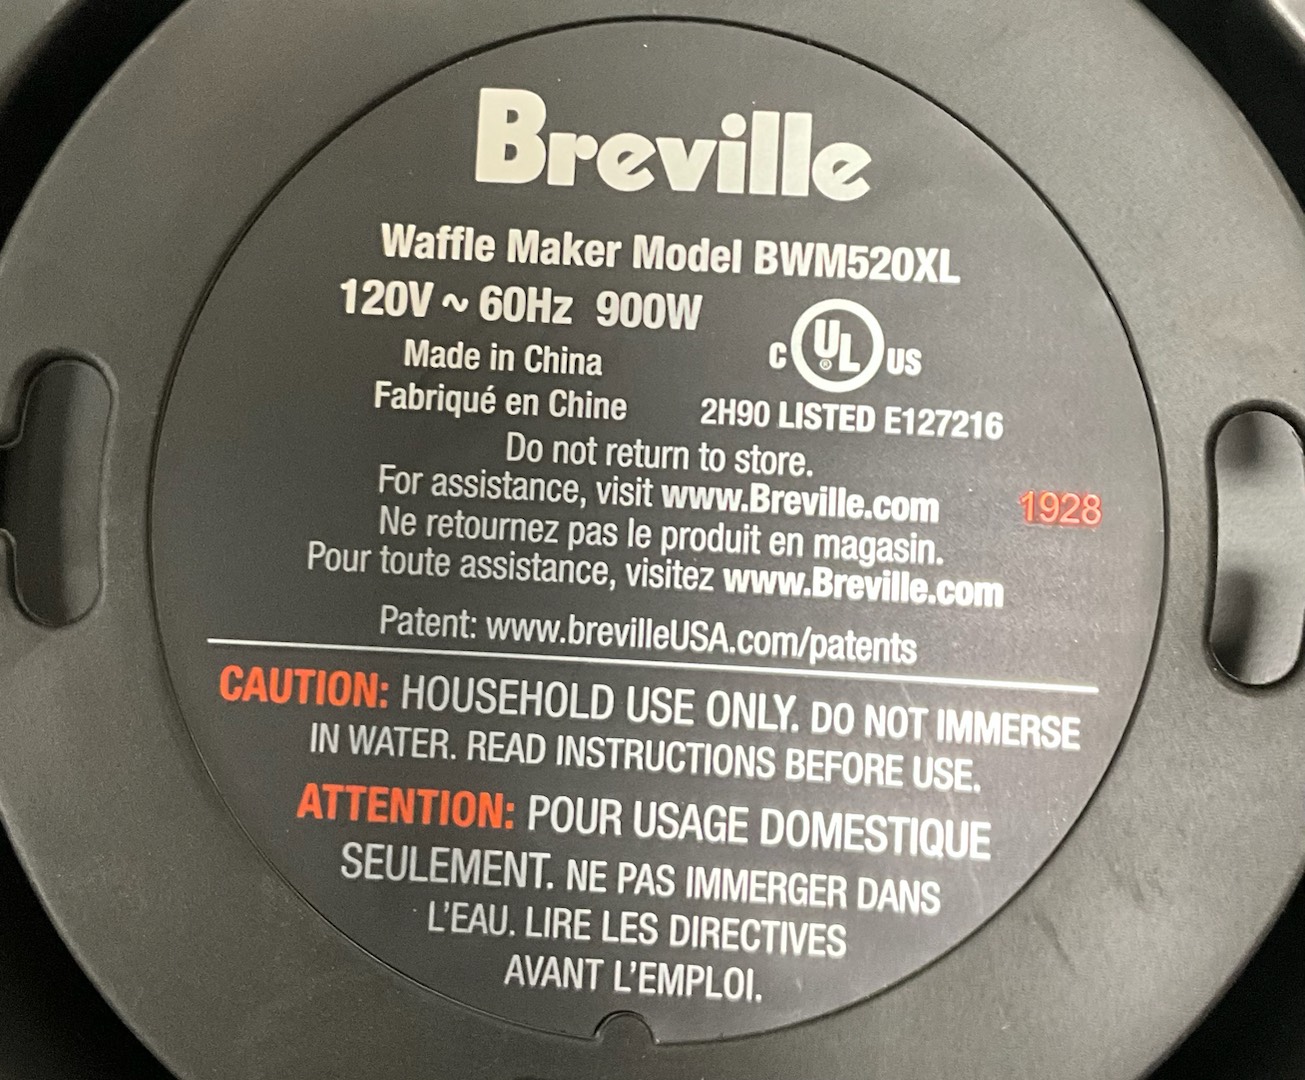 Breville
Waffle Maker Model BWM520XL
120V ~ 60Hz 900W
Made in China
Fabriqué en Chine
C UL ® US
2H90 LISTED E127216
Do not return to store.
For assistance, visit www.Breville.com
1928
Ne retournez pas le produit en magasin.
Pour toute assistance, visitez www.Breville.com
Patent: www.brevilleUSA.com/patents
CAUTION: HOUSEHOLD USE ONLY. DO NOT IMMERSE
IN WATER. READ INSTRUCTIONS BEFORE USE.
ATTENTION: POUR USAGE DOMESTIQUE
SEULEMENT. NE PAS IMMERGER DANS
L'EAU. LIRE LES DIRECTIVES
AVANT L'EMPLOI.